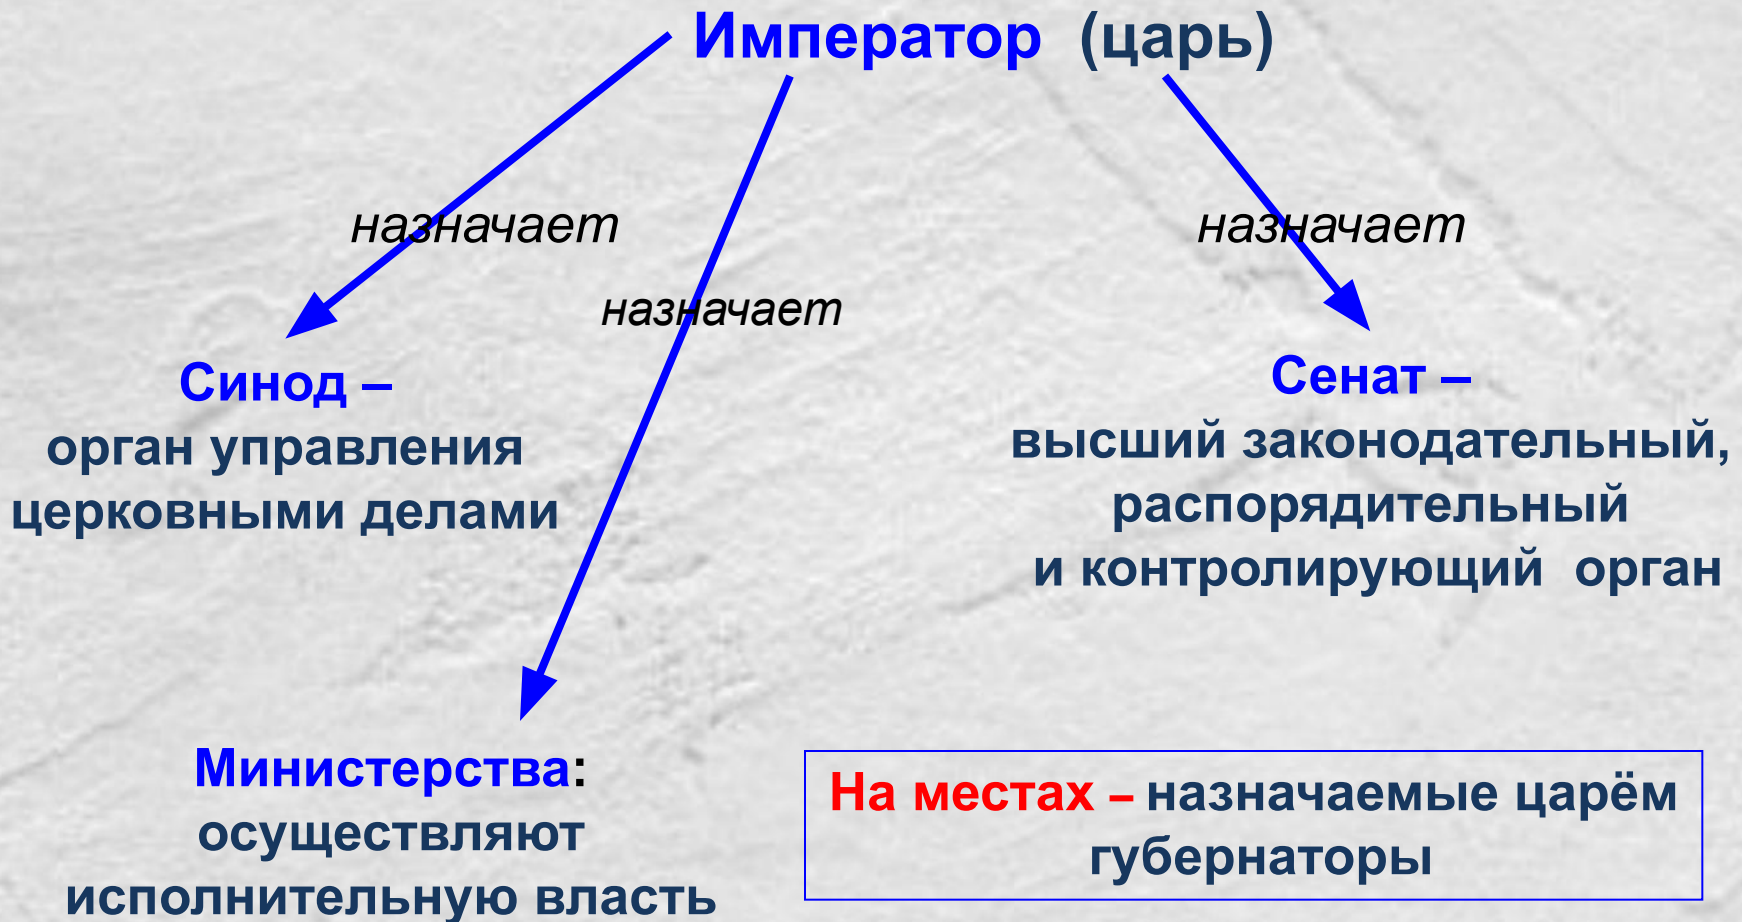 Император (царь)
назначает
назначает
назначает
Синод –
орган управления
церковными делами
Сенат –
высший законодательный,
распорядительный
и контролирующий орган
Министерства:
осуществляют
исполнительную власть
На местах – назначаемые царём
губернаторы